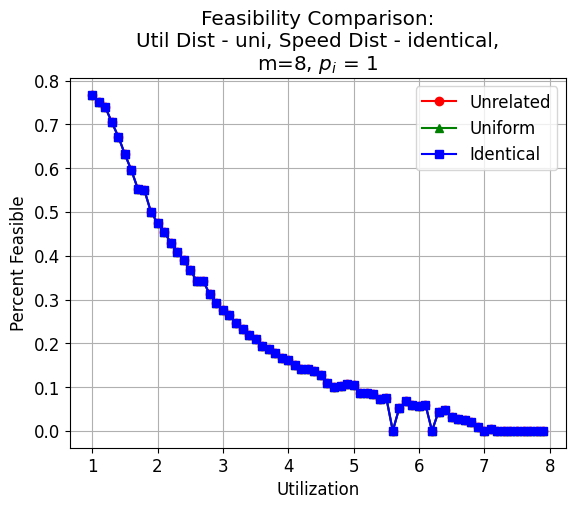 Feasibility Comparison:
Util Dist - uni, Speed Dist - identical,
m=8, $p_i$ = 1
Unrelated
Uniform
Identical
Percent Feasible
0.8
0.7
0.6
0.5
0.4
0.3
0.2
0.1
0.0
1 2 3 4 5 6 7 8
Utilization